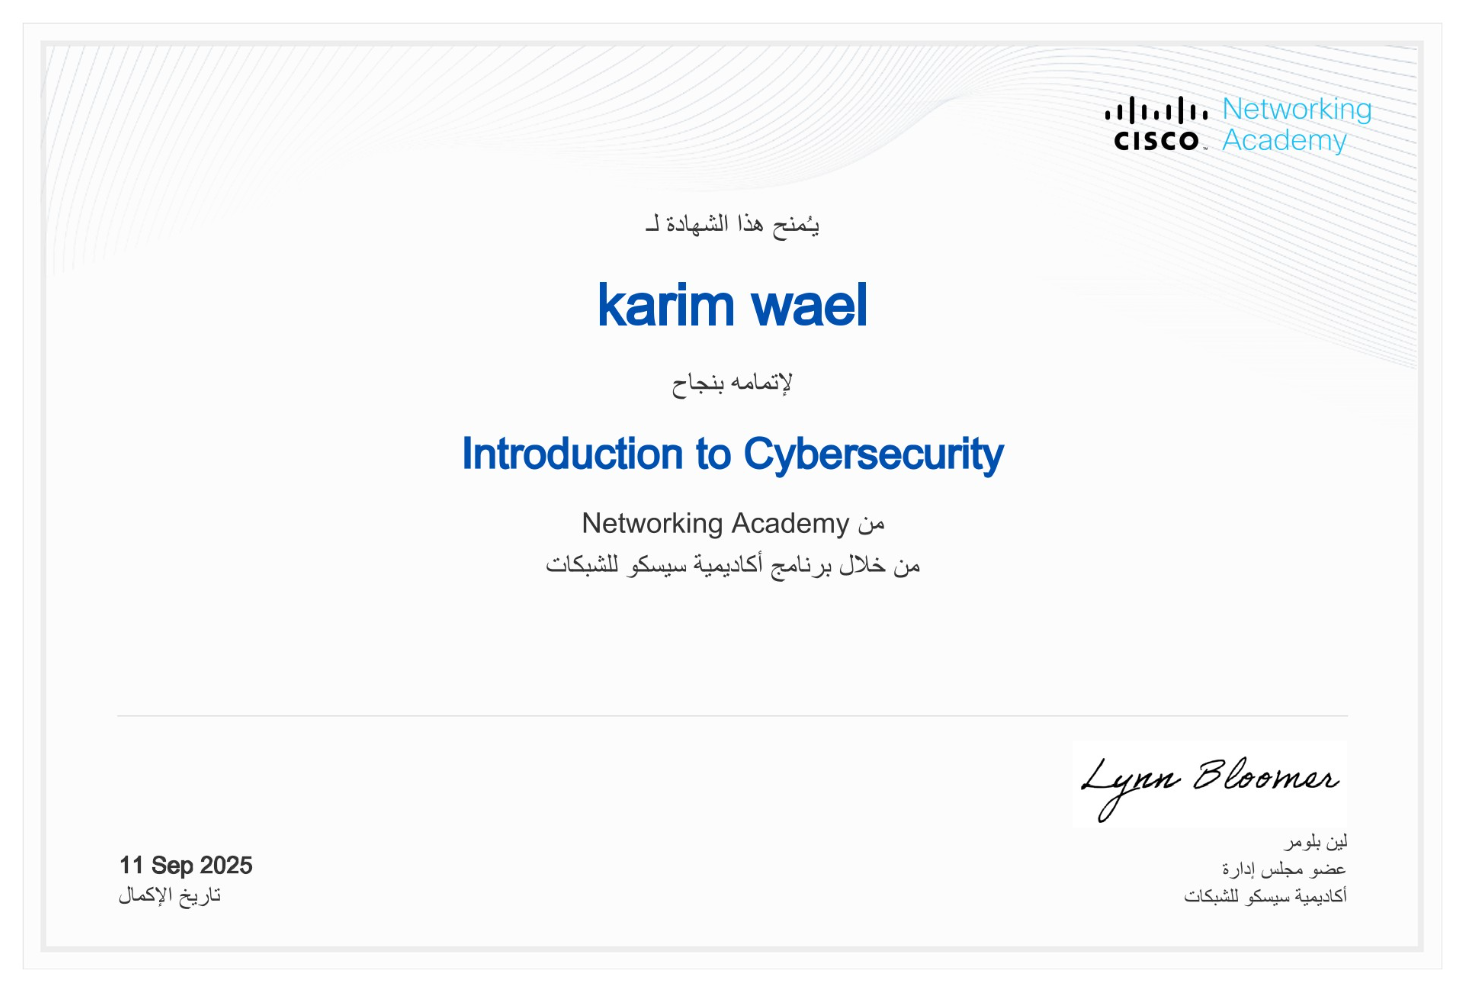 CISCO Networking
Academy
يُمنح هذا الشهادة لـ
karim wael
لإتمامه بنجاح
Introduction to Cybersecurity
من Networking Academy
من خلال برنامج أكاديمية سيسكو للشبكات
Lynn Bloomer
لين بلومر
عضو مجلس إدارة
أكاديمية سيسكو للشبكات
11 Sep 2025
تاريخ الإكمال